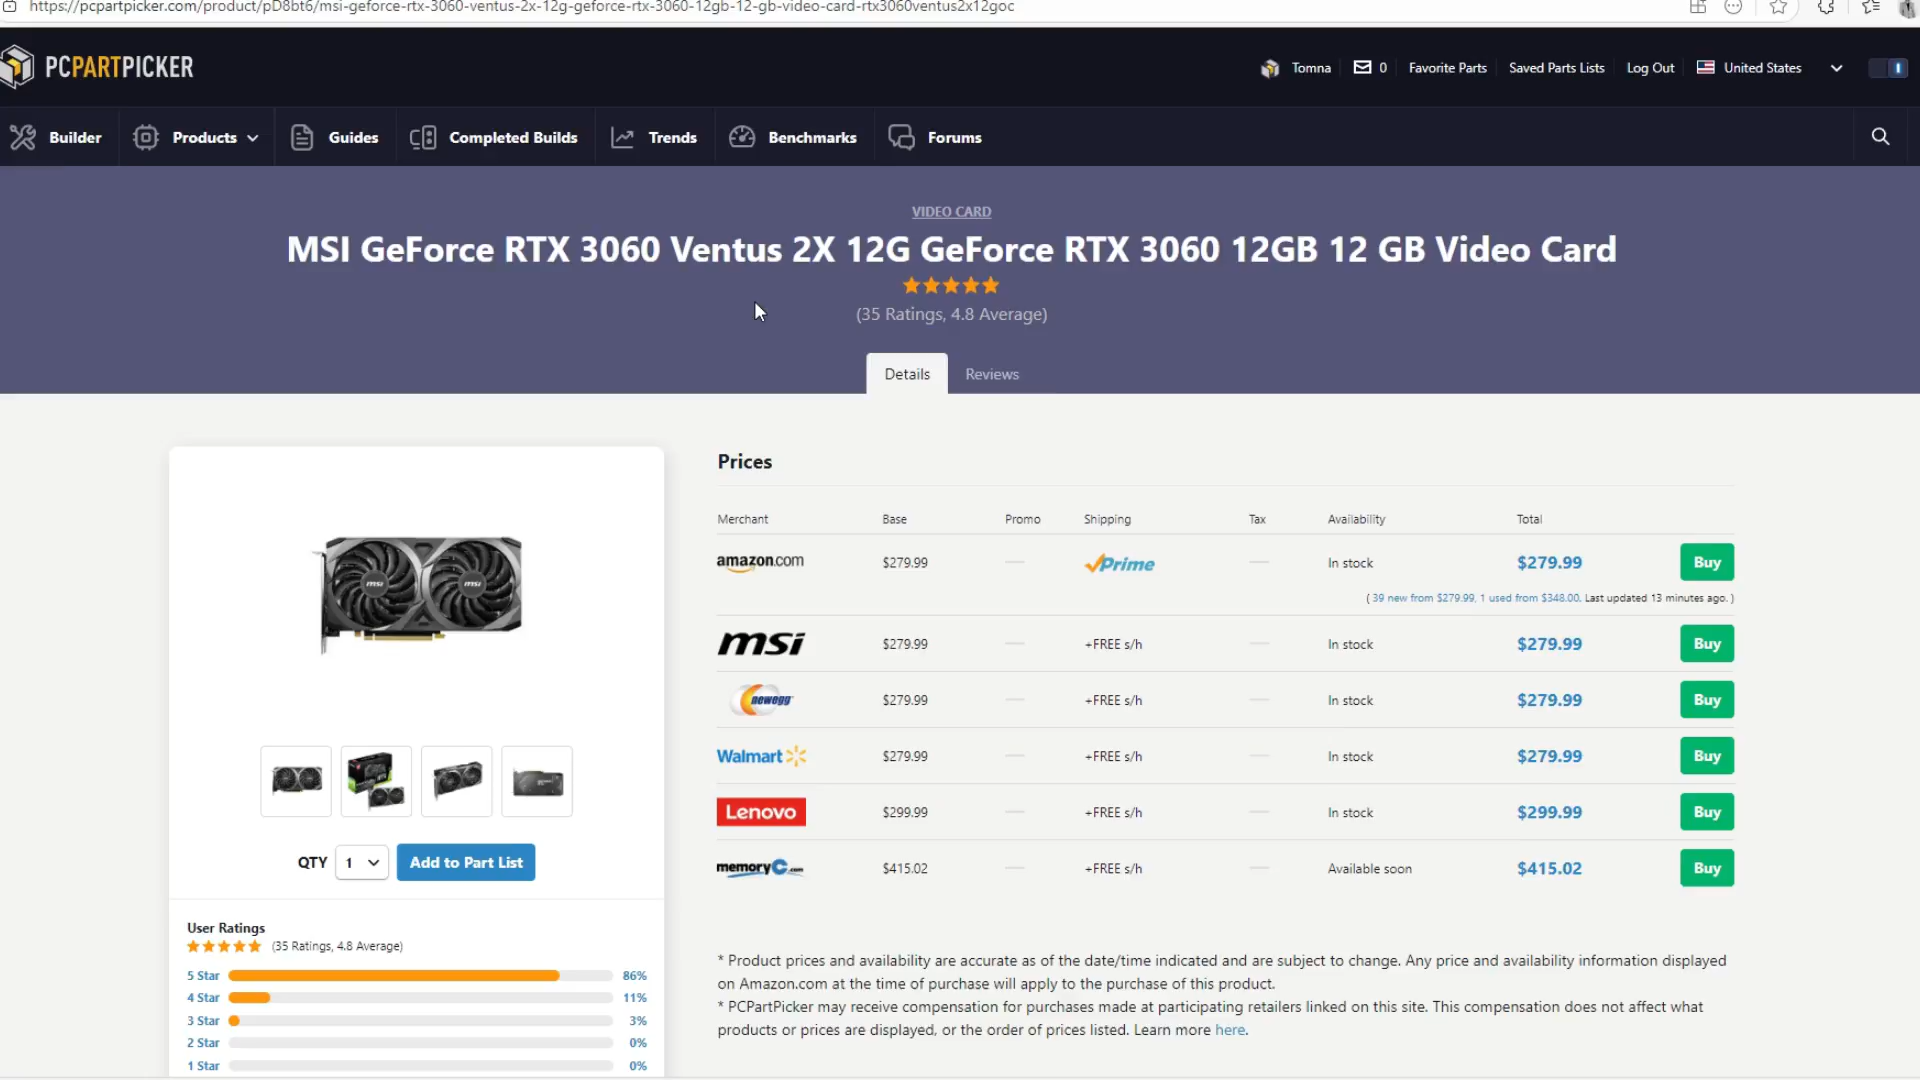 https://pcpartpicker.com/product/pD8bt6/msi-geforce-rtx-3060-ventus-2x-12g-geforce-rtx-3060-12gb-12-gb-video-card-rtx3060ventus2x12goc
PCPARTPICKER
Tomna 0 Favorite Parts Saved Parts Lists Log Out United States
Builder Products Guides Completed Builds Trends Benchmarks Forums
VIDEO CARD
MSI GeForce RTX 3060 Ventus 2X 12G GeForce RTX 3060 12GB 12 GB Video Card
(35 Ratings, 4.8 Average)
Details Reviews
Prices
Merchant Base Promo Shipping Tax Availability Total
amazon.com $279.99 — Prime — In stock $279.99 Buy
( 39 new from $279.99, 1 used from $348.00. Last updated 13 minutes ago. )
msi $279.99 — +FREE s/h — In stock $279.99 Buy
newegg $279.99 — +FREE s/h — In stock $279.99 Buy
Walmart $279.99 — +FREE s/h — In stock $279.99 Buy
Lenovo $299.99 — +FREE s/h — In stock $299.99 Buy
memoryC.com $415.02 — +FREE s/h — Available soon $415.02 Buy
* Product prices and availability are accurate as of the date/time indicated and are subject to change. Any price and availability information displayed
on Amazon.com at the time of purchase will apply to the purchase of this product.
* PCPartPicker may receive compensation for purchases made at participating retailers linked on this site. This compensation does not affect what
products or prices are displayed, or the order of prices listed. Learn more here.
msi msi
QTY 1 Add to Part List
User Ratings
(35 Ratings, 4.8 Average)
5 Star 86%
4 Star 11%
3 Star 3%
2 Star 0%
1 Star 0%